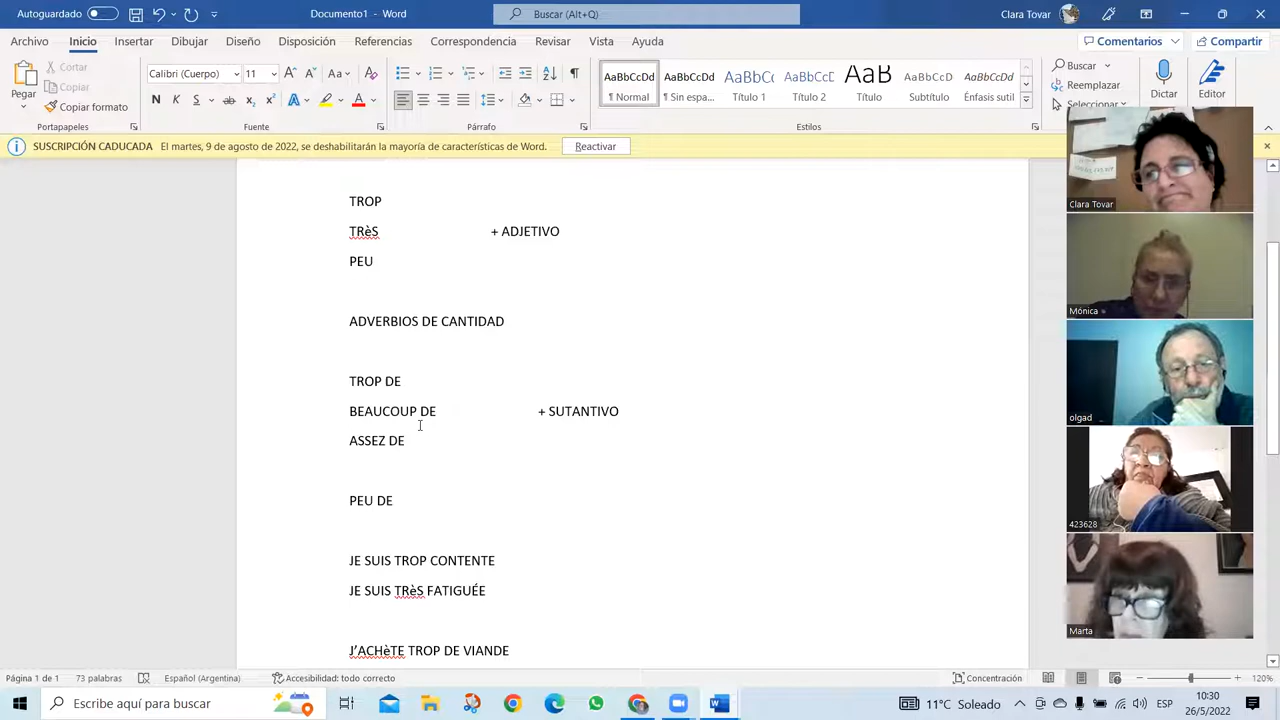 Autoguardado
Documento1 - Word
Buscar (Alt+Q)
Clara Tovar
Archivo Inicio Insertar Dibujar Diseño Disposición Referencias Correspondencia Revisar Vista Ayuda
Comentarios
Compartir
Pegar
Cortar
Copiar
Copiar formato
Portapapeles
Calibri (Cuerpo) 11
N K S
Fuente
Párrafo
AaBbCcDd AaBbCcDd AaBbCc AaBbCcD AaB AaBbCcD AaBbCcDd
¶ Normal ¶ Sin espa... Título 1 Título 2 Título Subtítulo Énfasis sutil
Estilos
Buscar
Reemplazar
Seleccionar
Dictar
Editor
SUSCRIPCIÓN CADUCADA El martes, 9 de agosto de 2022, se deshabilitarán la mayoría de características de Word. Reactivar
TROP
TRèS + ADJETIVO
PEU
ADVERBIOS DE CANTIDAD
TROP DE
BEAUCOUP DE + SUTANTIVO
ASSEZ DE
PEU DE
JE SUIS TROP CONTENTE
JE SUIS TRèS FATIGUÉE
J'ACHèTE TROP DE VIANDE
Clara Tovar
Mónica
olgad
423628
Marta
Página 1 de 1 73 palabras Español (Argentina) Accesibilidad: todo correcto Concentración 120%
Escribe aquí para buscar
11°C Soleado
ESP
10:30
26/5/2022